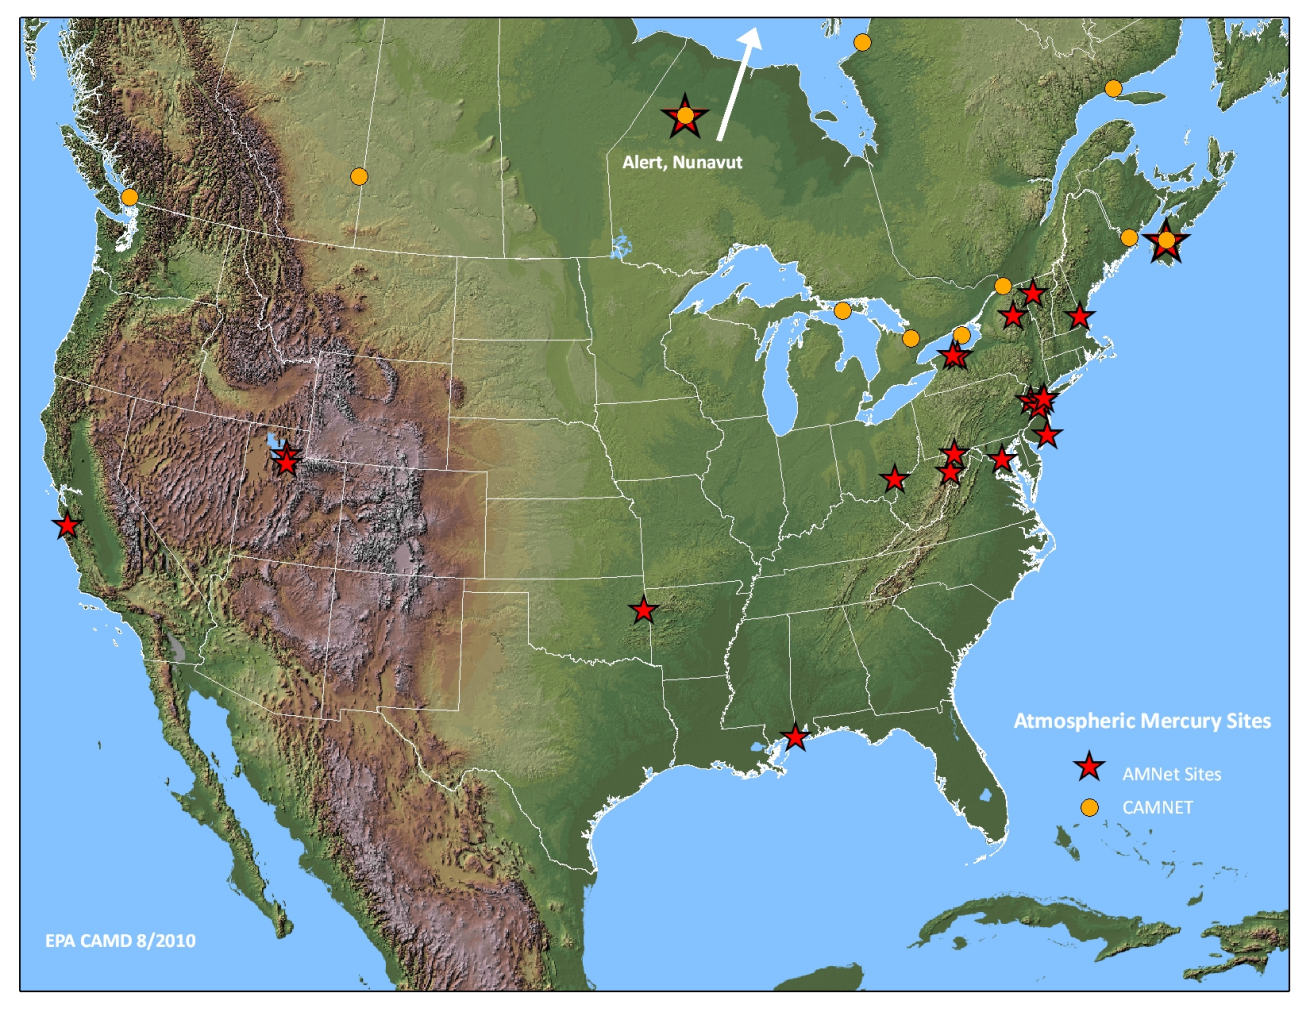 Alert, Nunavut
Atmospheric Mercury Sites
AMNet Sites
CAMNET
EPA CAMD 8/2010